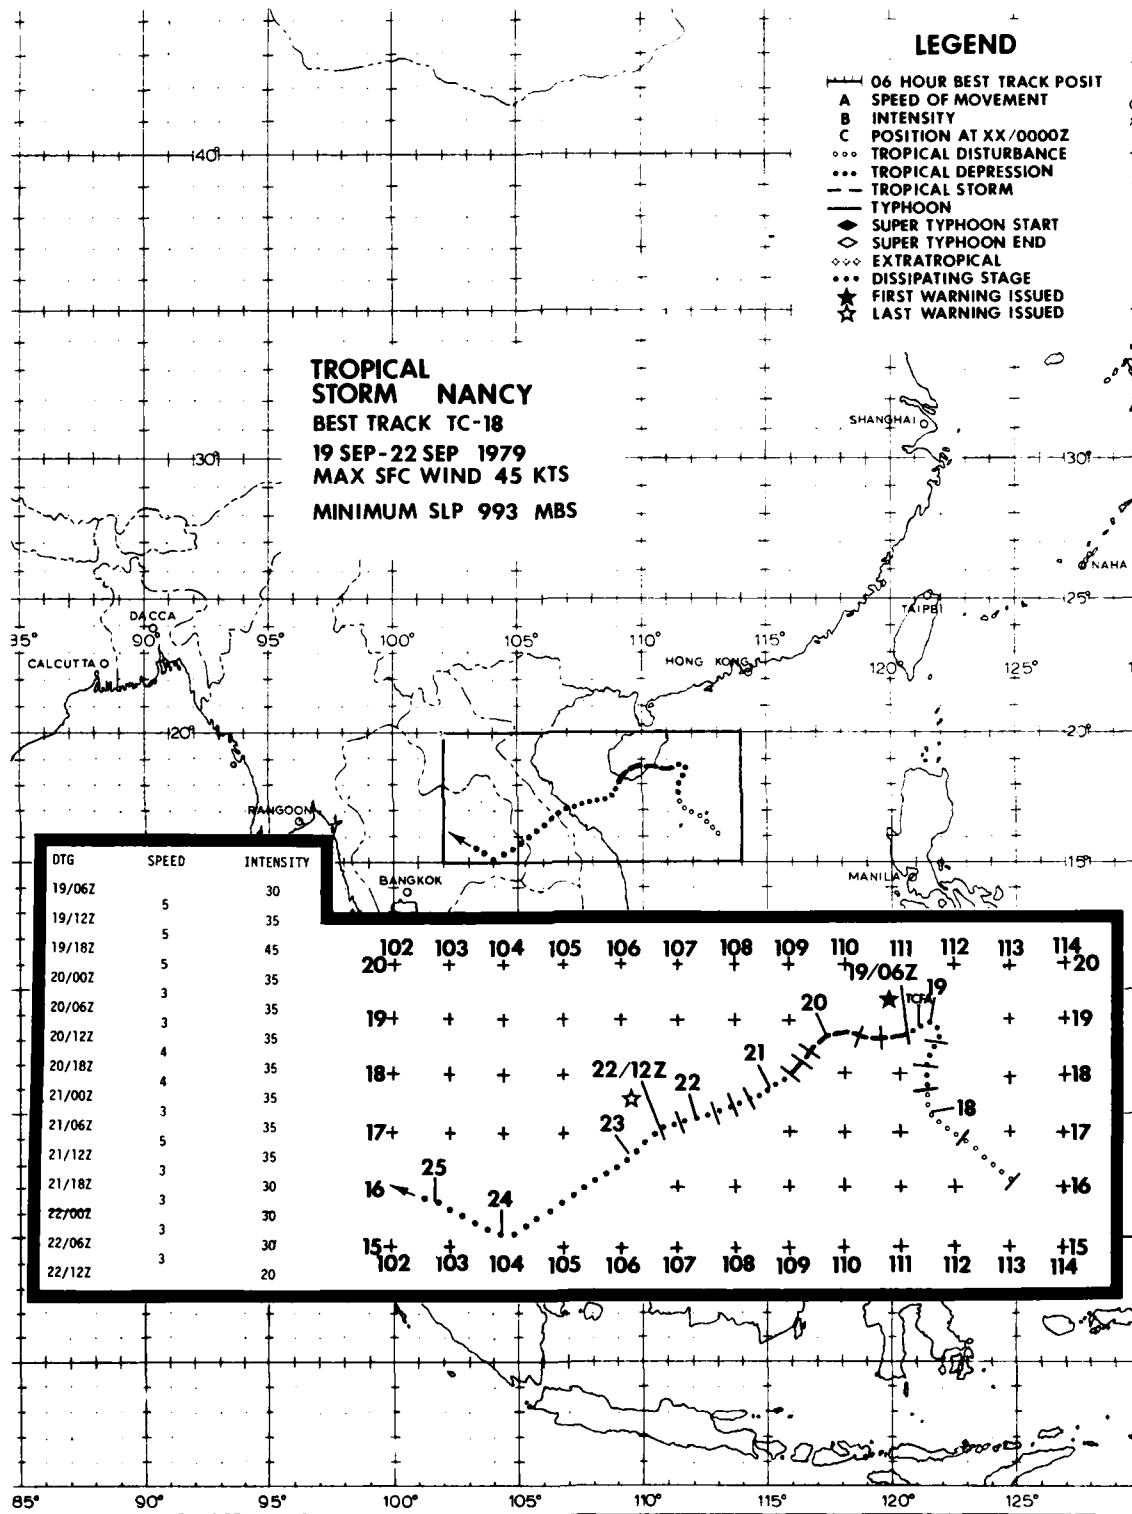 LEGEND
06 HOUR BEST TRACK POSIT
A SPEED OF MOVEMENT
B INTENSITY
C POSITION AT XX/0000Z
TROPICAL DISTURBANCE
TROPICAL DEPRESSION
TROPICAL STORM
TYPHOON
SUPER TYPHOON START
SUPER TYPHOON END
EXTRATROPICAL
DISSIPATING STAGE
FIRST WARNING ISSUED
LAST WARNING ISSUED
40°
TROPICAL
STORM NANCY
BEST TRACK TC-18
19 SEP-22 SEP 1979
MAX SFC WIND 45 KTS
MINIMUM SLP 993 MBS
SHANGHAI
30° 30°
NAHA
25°
TAIPEI
DACCA
35° 90° 95° 100° 105° 110° 115° 120° 125°
CALCUTTA
HONG KONG
20° 20°
RANGOON
15°
BANGKOK
MANILA
DTG SPEED INTENSITY
19/06Z 30
5
19/12Z 35
5
19/18Z 45
5
20/00Z 35
3
20/06Z 35
3
20/12Z 35
4
20/18Z 35
4
21/00Z 35
3
21/06Z 35
5
21/12Z 35
3
21/18Z 30
3
22/00Z 30
3
22/06Z 30
3
22/12Z 20
102 103 104 105 106 107 108 109 110 111 112 113 114
20 20
19/06Z
TCFA
19
20
19 19
21
18 18
22/12Z
22
18
23
17 17
25
16 16
24
15 15
102 103 104 105 106 107 108 109 110 111 112 113 114
85° 90° 95° 100° 105° 110° 115° 120° 125°